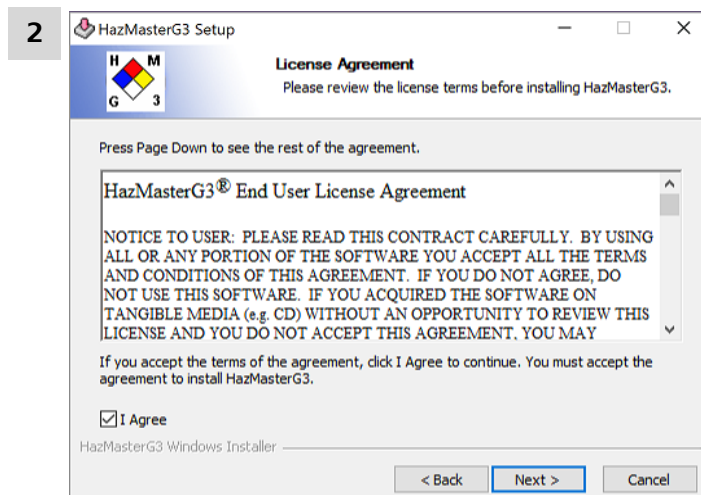 2
HazMasterG3 Setup
H M
G 3
License Agreement
Please review the license terms before installing HazMasterG3.
Press Page Down to see the rest of the agreement.
HazMasterG3® End User License Agreement
NOTICE TO USER: PLEASE READ THIS CONTRACT CAREFULLY. BY USING
ALL OR ANY PORTION OF THE SOFTWARE YOU ACCEPT ALL THE TERMS
AND CONDITIONS OF THIS AGREEMENT. IF YOU DO NOT AGREE, DO
NOT USE THIS SOFTWARE. IF YOU ACQUIRED THE SOFTWARE ON
TANGIBLE MEDIA (e.g. CD) WITHOUT AN OPPORTUNITY TO REVIEW THIS
LICENSE AND YOU DO NOT ACCEPT THIS AGREEMENT, YOU MAY
If you accept the terms of the agreement, click I Agree to continue. You must accept the
agreement to install HazMasterG3.
I Agree
HazMasterG3 Windows Installer
< Back Next > Cancel